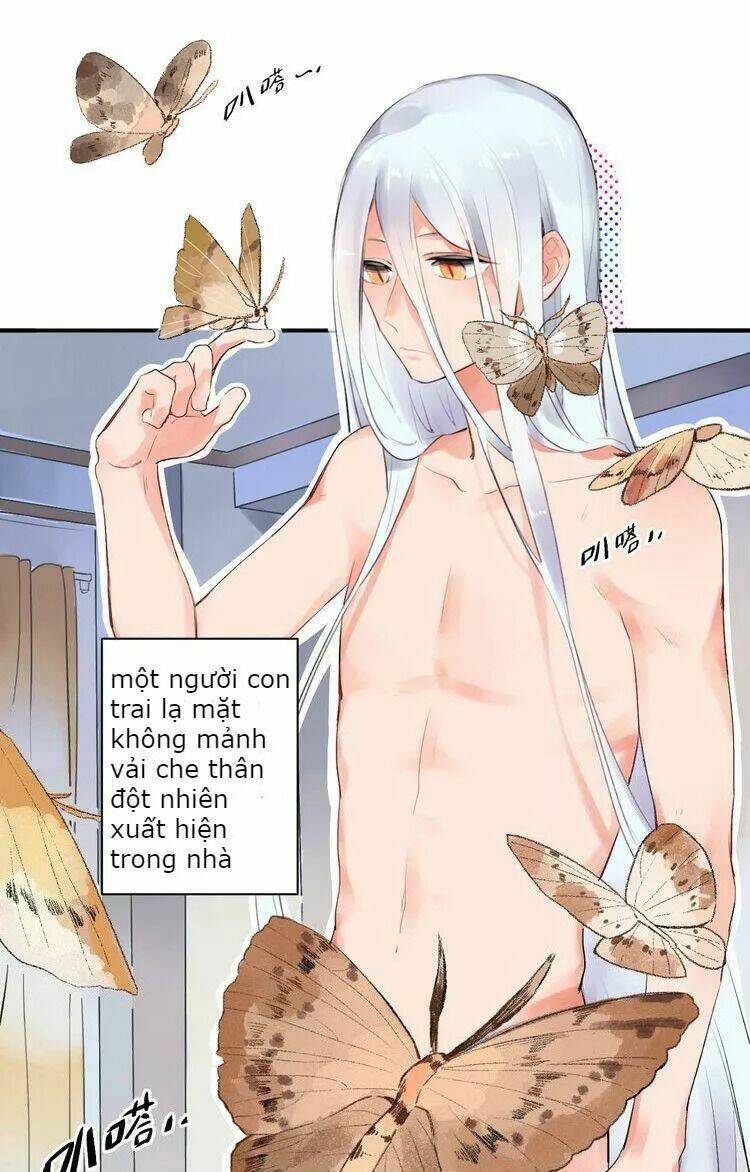 叭嗒~
叭嗒
một người con
trai lạ mặt
không mảnh
vải che thân
đột nhiên
xuất hiện
trong nhà
叭嗒